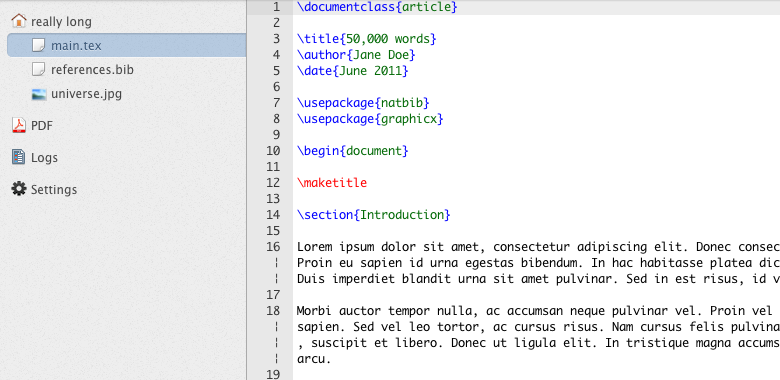 really long
main.tex
references.bib
universe.jpg
PDF
Logs
Settings
1 \documentclass{article}
2
3 \title{50,000 words}
4 \author{Jane Doe}
5 \date{June 2011}
6
7 \usepackage{natbib}
8 \usepackage{graphicx}
9
10 \begin{document}
11
12 \maketitle
13
14 \section{Introduction}
15
16 Lorem ipsum dolor sit amet, consectetur adipiscing elit. Donec consec
Proin eu sapien id urna egestas bibendum. In hac habitasse platea dic
Duis imperdiet blandit urna sit amet pulvinar. Sed in est risus, id v
17
18 Morbi auctor tempor nulla, ac accumsan neque pulvinar vel. Proin vel
sapien. Sed vel leo tortor, ac cursus risus. Nam cursus felis pulvina
, suscipit et libero. Donec ut ligula elit. In tristique magna accums
arcu.
19